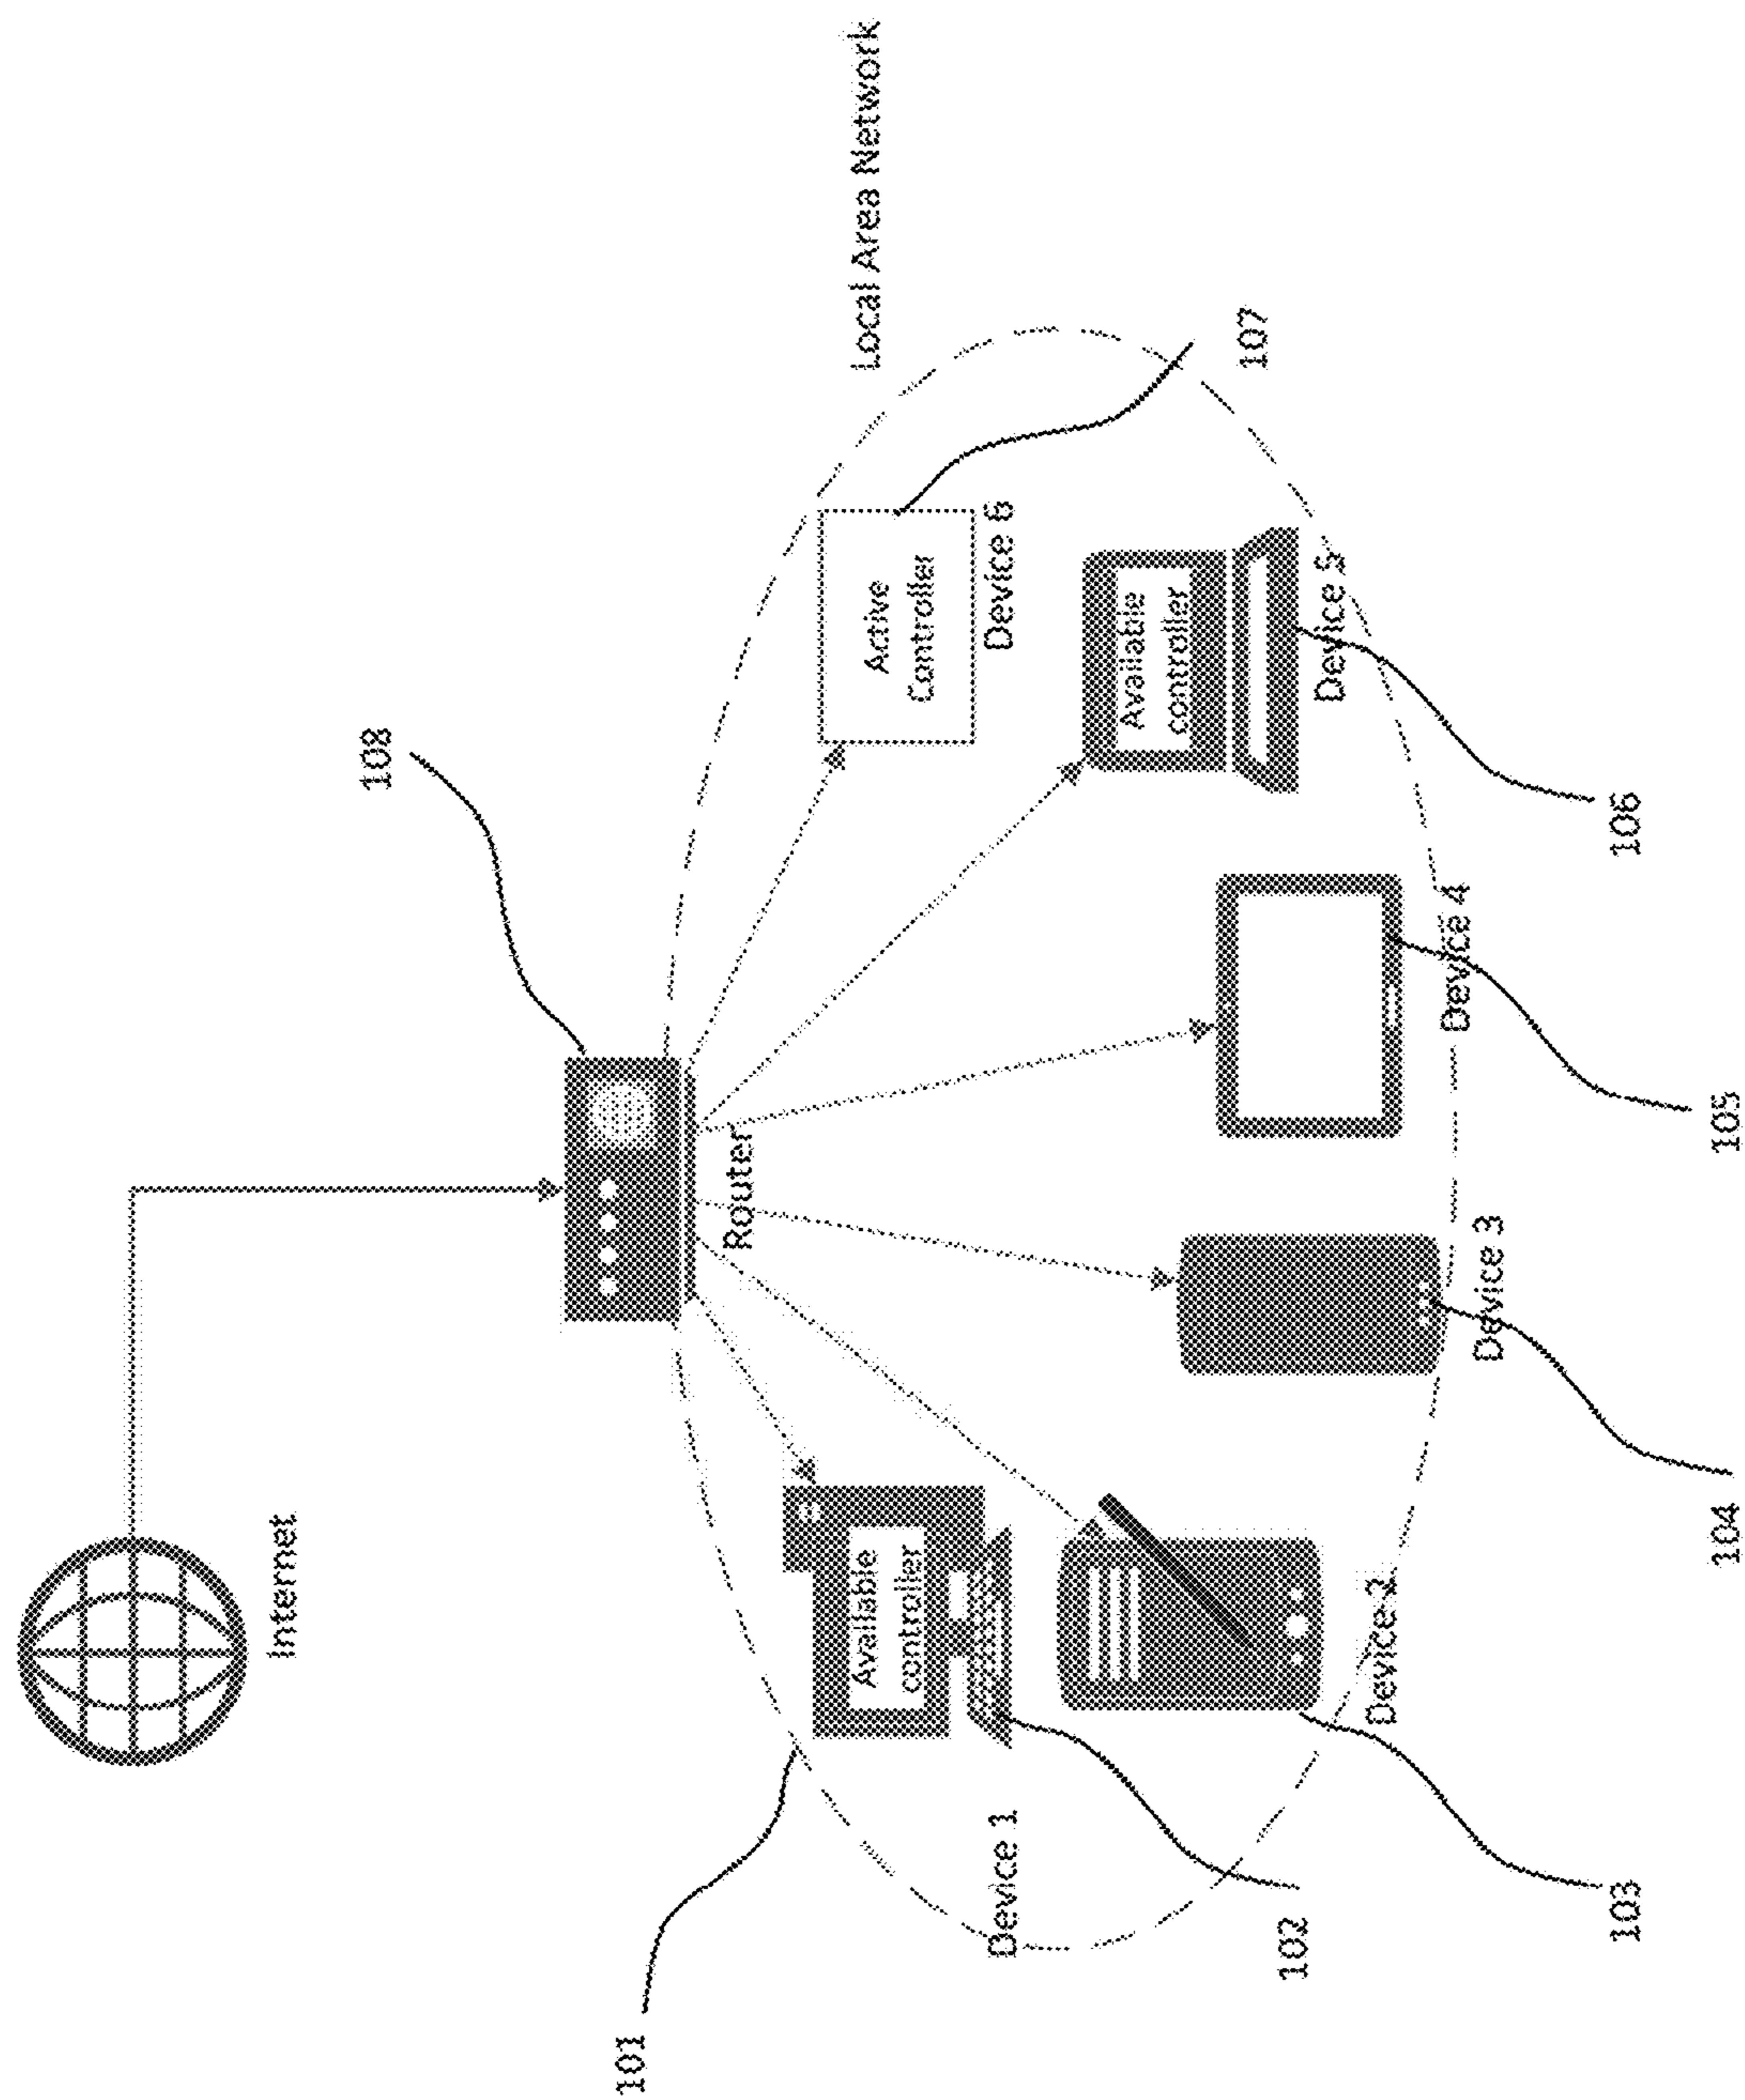 Internet
108
Local Area Network
Router
101
Available
controller
Device 1
102
Device 2
103
Device 3
104
Device 4
105
Available
controller
Device 5
106
Active
Controller
Device 6
107